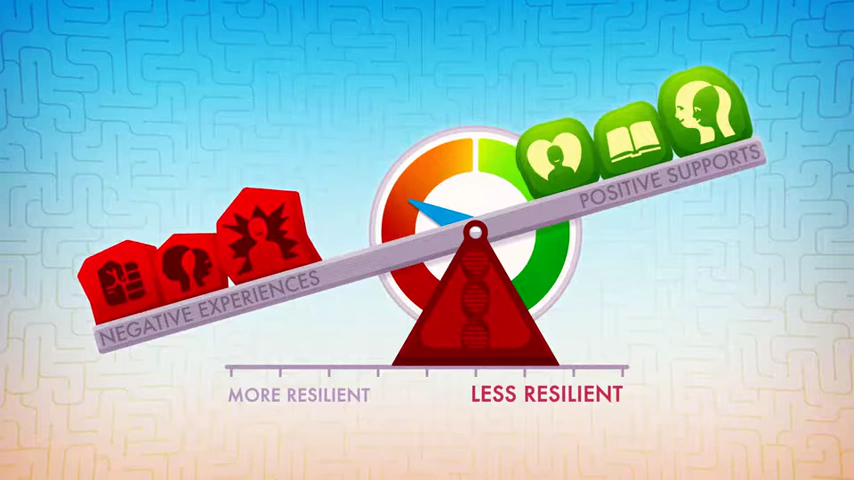 POSITIVE SUPPORTS
NEGATIVE EXPERIENCES
MORE RESILIENT
LESS RESILIENT